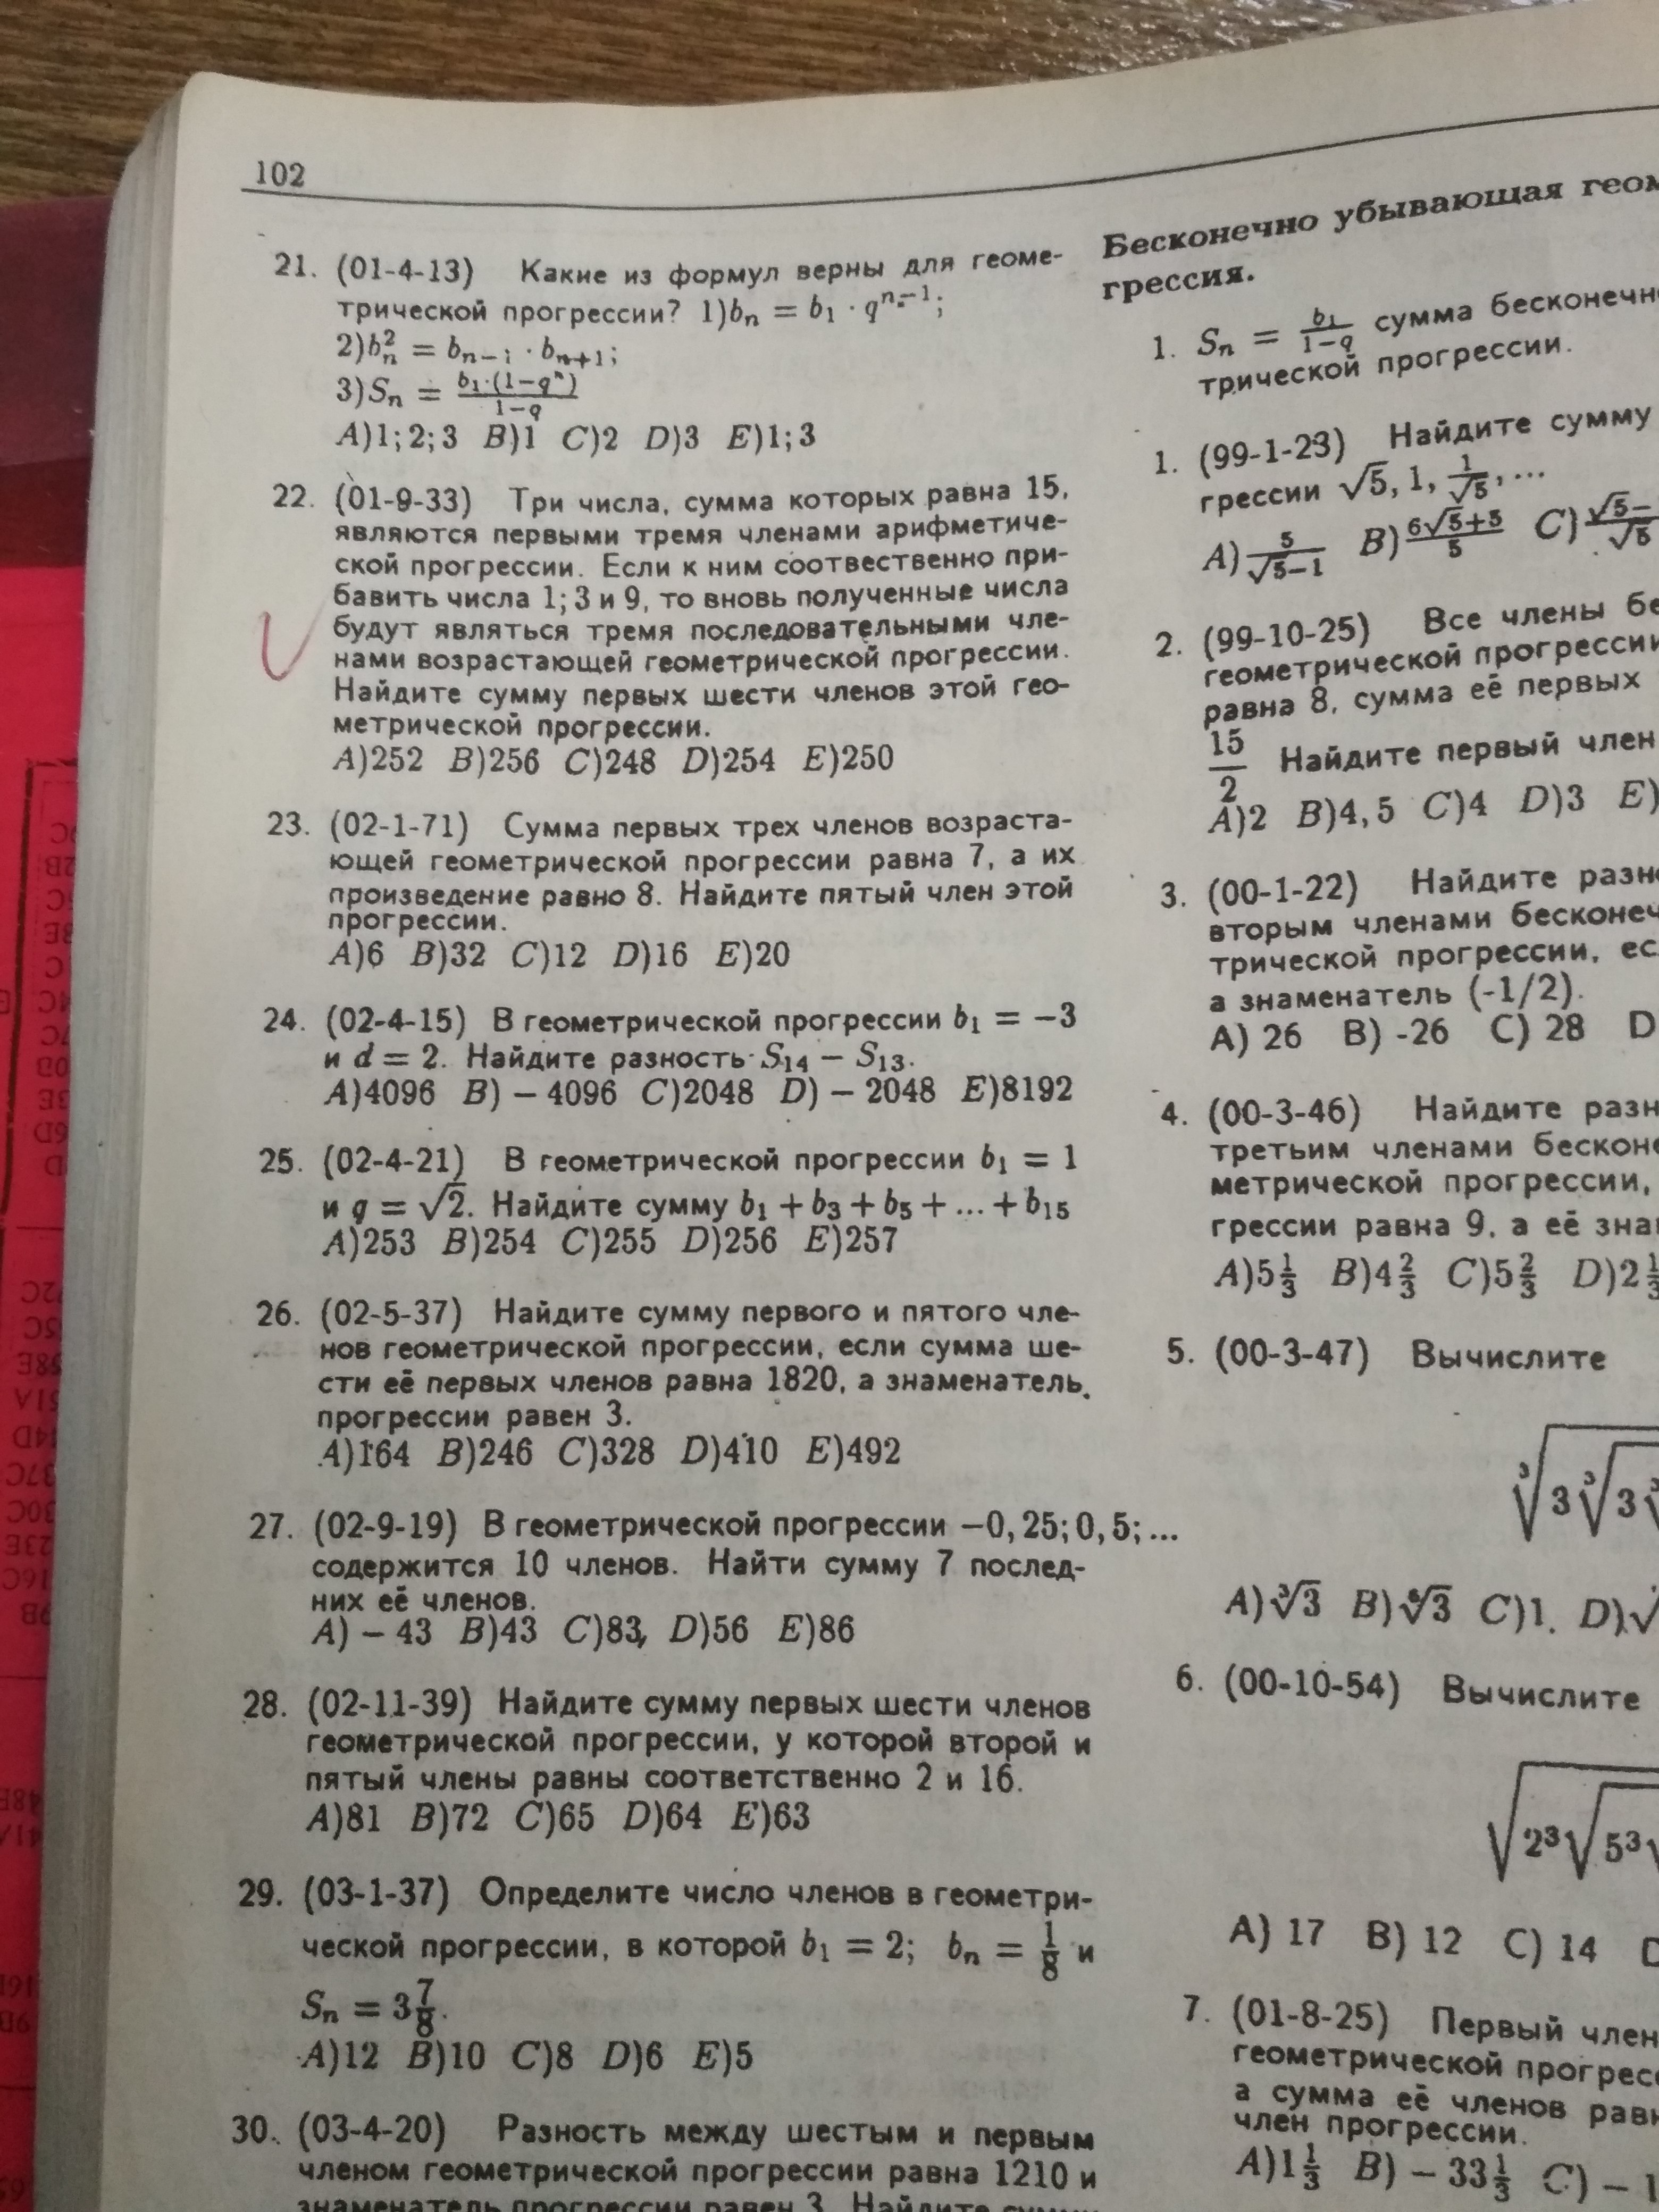 102
21. (01-4-13) Какие из формул верны для геоме-
трической прогрессии? 1)bₙ = b₁ · qⁿ⁻¹;
2)bₙ² = bₙ₋₁ · bₙ₊₁;
3)Sₙ = b₁·(1−qⁿ)/1−q
A)1; 2; 3 B)1 C)2 D)3 E)1; 3
22. (01-9-33) Три числа, сумма которых равна 15,
являются первыми тремя членами арифметиче-
ской прогрессии. Если к ним соотвественно при-
бавить числа 1; 3 и 9, то вновь полученные числа
будут являться тремя последовательными чле-
нами возрастающей геометрической прогрессии.
Найдите сумму первых шести членов этой гео-
метрической прогрессии.
A)252 B)256 C)248 D)254 E)250
23. (02-1-71) Сумма первых трех членов возраста-
ющей геометрической прогрессии равна 7, а их
произведение равно 8. Найдите пятый член этой
прогрессии.
A)6 B)32 C)12 D)16 E)20
24. (02-4-15) В геометрической прогрессии b₁ = −3
и d = 2. Найдите разность S₁₄ − S₁₃.
A)4096 B) − 4096 C)2048 D) − 2048 E)8192
25. (02-4-21) В геометрической прогрессии b₁ = 1
и q = √2. Найдите сумму b₁ + b₃ + b₅ + ... + b₁₅
A)253 B)254 C)255 D)256 E)257
26. (02-5-37) Найдите сумму первого и пятого чле-
нов геометрической прогрессии, если сумма ше-
сти её первых членов равна 1820, а знаменатель
прогрессии равен 3.
A)164 B)246 C)328 D)410 E)492
27. (02-9-19) В геометрической прогрессии −0, 25; 0, 5; ...
содержится 10 членов. Найти сумму 7 послед-
них её членов.
A) − 43 B)43 C)83, D)56 E)86
28. (02-11-39) Найдите сумму первых шести членов
геометрической прогрессии, у которой второй и
пятый члены равны соответственно 2 и 16.
A)81 B)72 C)65 D)64 E)63
29. (03-1-37) Определите число членов в геометри-
ческой прогрессии, в которой b₁ = 2; bₙ = 1/8 и
Sₙ = 3 7/8.
A)12 B)10 C)8 D)6 E)5
30. (03-4-20) Разность между шестым и первым
членом геометрической прогрессии равна 1210 и
Бесконечно убывающая
грессия.
1. Sₙ = b₁/1−q сумма
трической прогрессии.
1. (99-1-23) Найдите сумму
грессии √5, 1, 1/√5, ...
A) 5/√5−1 B) 6√5+5/5 C)
2. (99-10-25) Все члены
геометрической прогрессии
равна 8, сумма её первых
15/2 Найдите первый член
A)2 B)4, 5 C)4 D)3 E)
3. (00-1-22) Найдите
вторым членами
трической прогрессии,
а знаменатель (-1/2).
A) 26 B) -26 C) 28 D
4. (00-3-46) Найдите
третьим членами
метрической прогрессии,
грессии равна 9, а её
A)5 1/3 B)4 2/3 C)5 2/3 D)2
5. (00-3-47) Вычислите
∛3∛3
A)∛3 B)⁶√3 C)1. D)√
6. (00-10-54) Вычислите
√2³√5³√
A) 17 B) 12 C) 14
7. (01-8-25) Первый член
геометрической
а сумма её членов
член прогрессии.
A)1 1/3 B) − 33 1/3 C) −